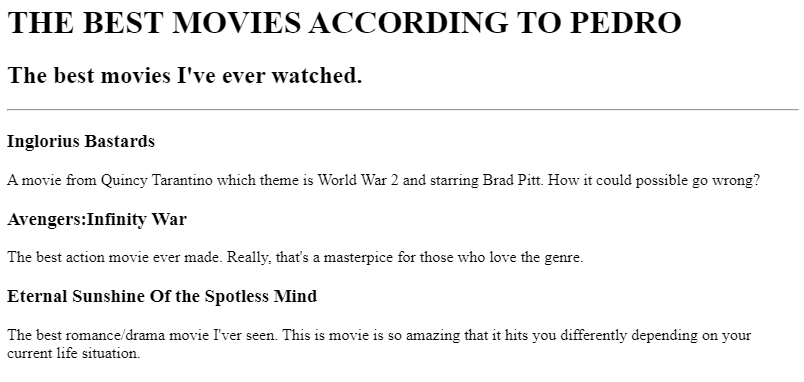 THE BEST MOVIES ACCORDING TO PEDRO
The best movies I've ever watched.
Inglorius Bastards
A movie from Quincy Tarantino which theme is World War 2 and starring Brad Pitt. How it could possible go wrong?
Avengers:Infinity War
The best action movie ever made. Really, that's a masterpice for those who love the genre.
Eternal Sunshine Of the Spotless Mind
The best romance/drama movie I'ver seen. This is movie is so amazing that it hits you differently depending on your
current life situation.